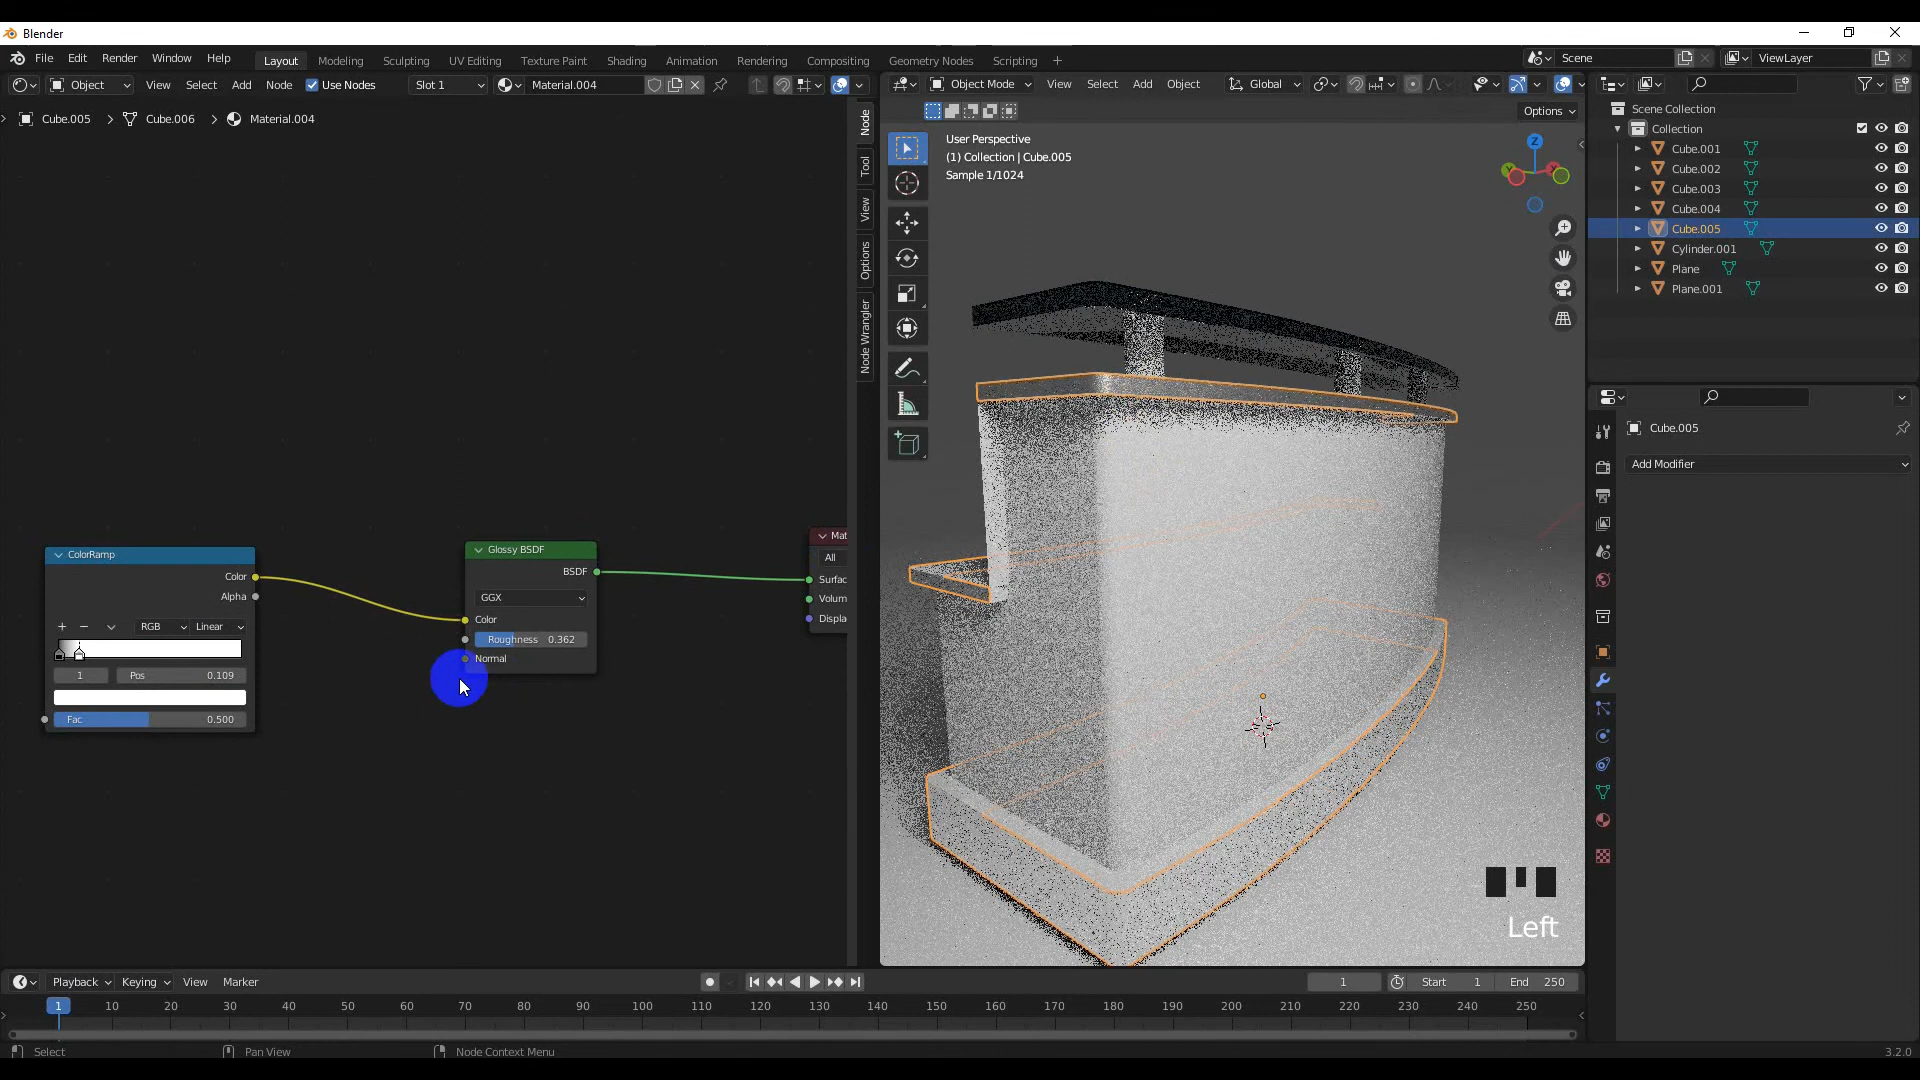 Blender
File Edit Render Window Help Layout Modeling Sculpting UV Editing Texture Paint Shading Animation Rendering Compositing Geometry Nodes Scripting + Scene ViewLayer
Object View Select Add Node Use Nodes Slot 1 Material.004 Object Mode View Select Add Object Global
Options
Cube.005 > Cube.006 > Material.004
Node
Tool
View
Options
Node Wrangler
User Perspective
(1) Collection | Cube.005
Sample 1/1024
Z
Y
X
Scene Collection
Collection
Cube.001
Cube.002
Cube.003
Cube.004
Cube.005
Cylinder.001
Plane
Plane.001
Cube.005
Add Modifier
ColorRamp
Color
Alpha
+ − RGB Linear
1 Pos 0.109
Fac 0.500
Glossy BSDF
BSDF
GGX
Color
Roughness 0.362
Normal
Mat
All
Surfac
Volum
Displa
Left
Playback Keying View Marker 1 Start 1 End 250
1 10 20 30 40 50 60 70 80 90 100 110 120 130 140 150 160 170 180 190 200 210 220 230 240 250
Select Pan View Node Context Menu 3.2.0